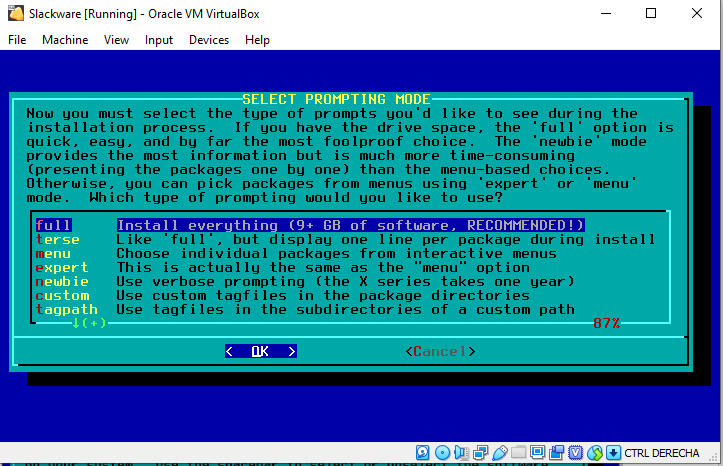 Slackware [Running] - Oracle VM VirtualBox
File Machine View Input Devices Help
SELECT PROMPTING MODE
Now you must select the type of prompts you'd like to see during the
installation process.  If you have the drive space, the 'full' option is
quick, easy, and by far the most foolproof choice.  The 'newbie' mode
provides the most information but is much more time-consuming
(presenting the packages one by one) than the menu-based choices.
Otherwise, you can pick packages from menus using 'expert' or 'menu'
mode.  Which type of prompting would you like to use?
full Install everything (9+ GB of software, RECOMMENDED!)
terse Like 'full', but display one line per package during install
menu Choose individual packages from interactive menus
expert This is actually the same as the "menu" option
newbie Use verbose prompting (the X series takes one year)
custom Use custom tagfiles in the package directories
tagpath Use tagfiles in the subdirectories of a custom path
↓(+) 87%
< OK > <Cancel>
CTRL DERECHA